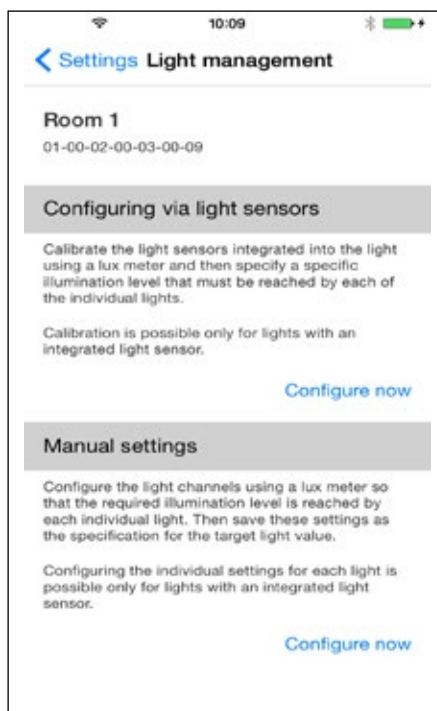 10:09
Settings Light management
Room 1
01-00-02-00-03-00-09
Configuring via light sensors
Calibrate the light sensors integrated into the light
using a lux meter and then specify a specific
illumination level that must be reached by each of
the individual lights.
Calibration is possible only for lights with an
integrated light sensor.
Configure now
Manual settings
Configure the light channels using a lux meter so
that the required illumination level is reached by
each individual light. Then save these settings as
the specification for the target light value.
Configuring the individual settings for each light is
possible only for lights with an integrated light
sensor.
Configure now